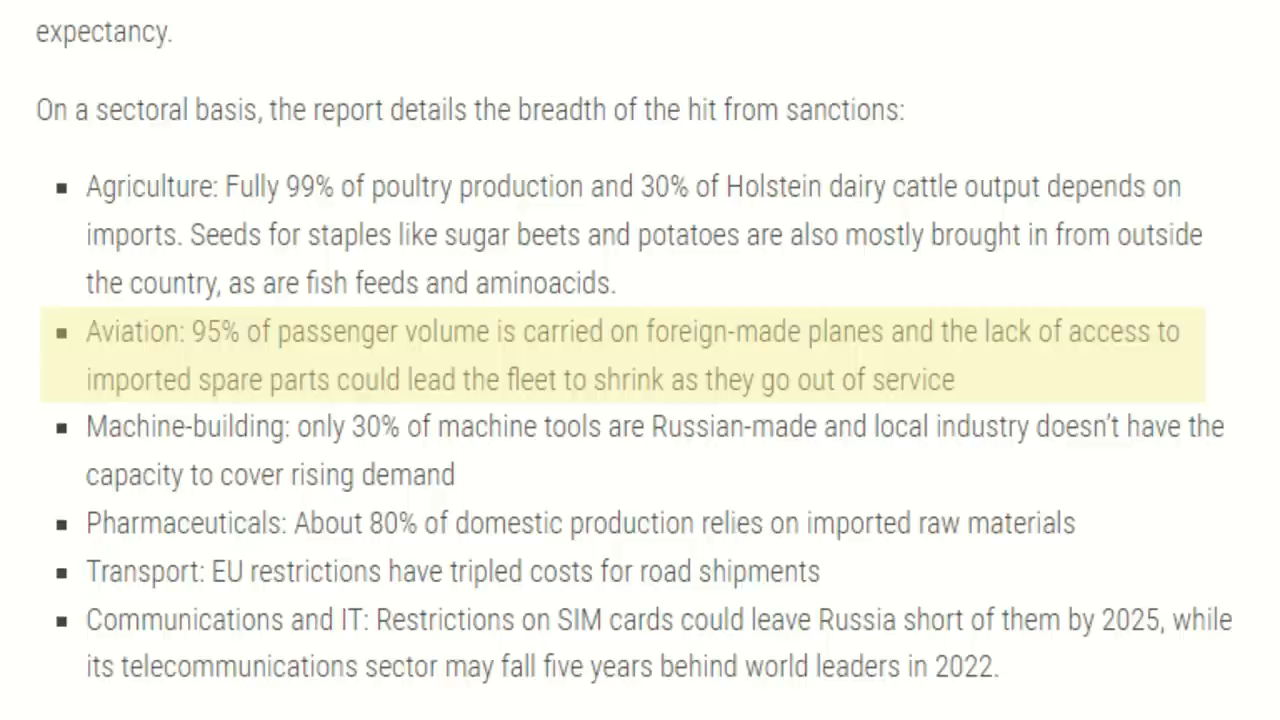 expectancy.
On a sectoral basis, the report details the breadth of the hit from sanctions:
▪ Agriculture: Fully 99% of poultry production and 30% of Holstein dairy cattle output depends on
imports. Seeds for staples like sugar beets and potatoes are also mostly brought in from outside
the country, as are fish feeds and aminoacids.
▪ Aviation: 95% of passenger volume is carried on foreign-made planes and the lack of access to
imported spare parts could lead the fleet to shrink as they go out of service
▪ Machine-building: only 30% of machine tools are Russian-made and local industry doesn’t have the
capacity to cover rising demand
▪ Pharmaceuticals: About 80% of domestic production relies on imported raw materials
▪ Transport: EU restrictions have tripled costs for road shipments
▪ Communications and IT: Restrictions on SIM cards could leave Russia short of them by 2025, while
its telecommunications sector may fall five years behind world leaders in 2022.